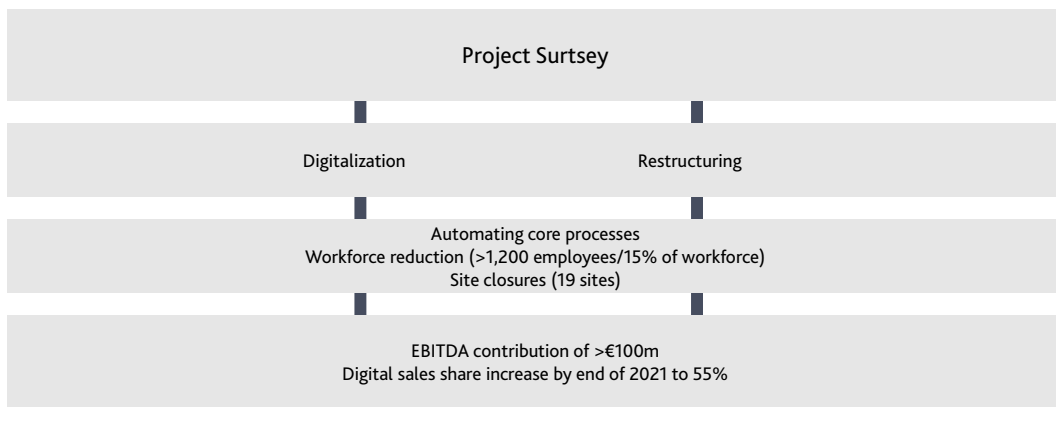 Project Surtsey
Digitalization
Restructuring
Automating core processes
Workforce reduction (>1,200 employees/15% of workforce)
Site closures (19 sites)
EBITDA contribution of >€100m
Digital sales share increase by end of 2021 to 55%